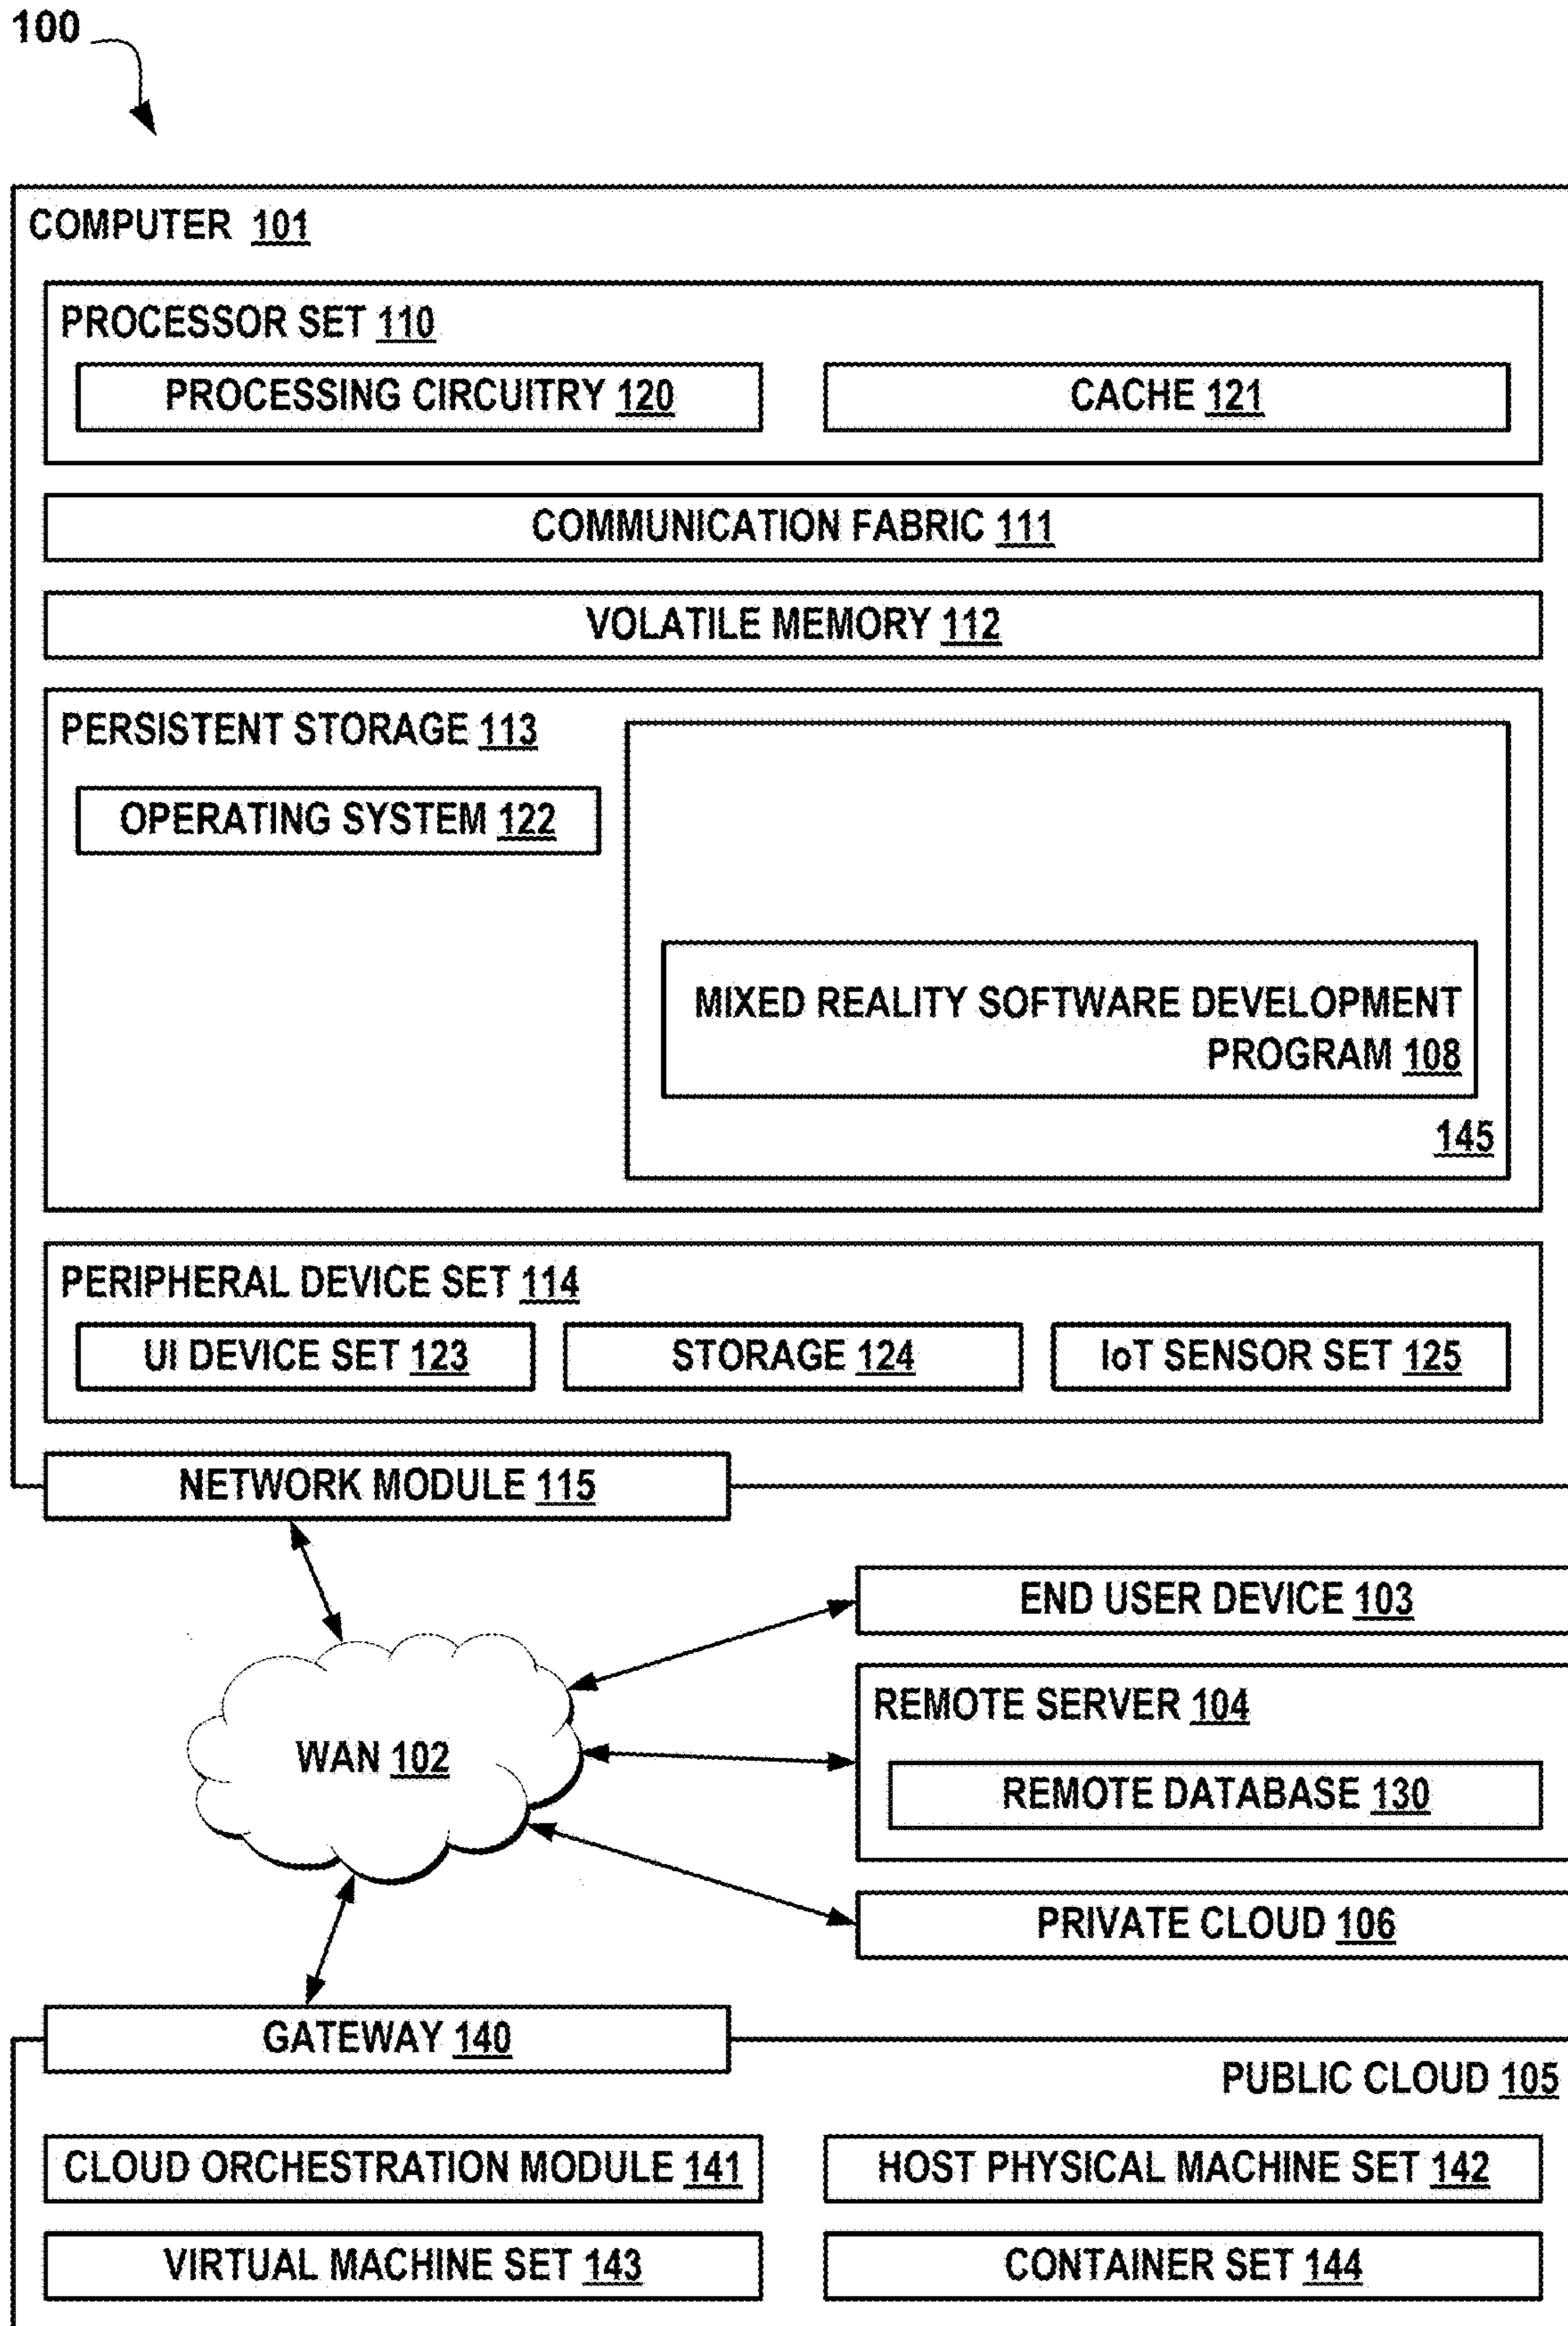 100
COMPUTER 101
PROCESSOR SET 110
PROCESSING CIRCUITRY 120
CACHE 121
COMMUNICATION FABRIC 111
VOLATILE MEMORY 112
PERSISTENT STORAGE 113
OPERATING SYSTEM 122
MIXED REALITY SOFTWARE DEVELOPMENT
PROGRAM 108
145
PERIPHERAL DEVICE SET 114
UI DEVICE SET 123
STORAGE 124
IoT SENSOR SET 125
NETWORK MODULE 115
END USER DEVICE 103
REMOTE SERVER 104
WAN 102
REMOTE DATABASE 130
PRIVATE CLOUD 106
GATEWAY 140
PUBLIC CLOUD 105
CLOUD ORCHESTRATION MODULE 141
HOST PHYSICAL MACHINE SET 142
VIRTUAL MACHINE SET 143
CONTAINER SET 144